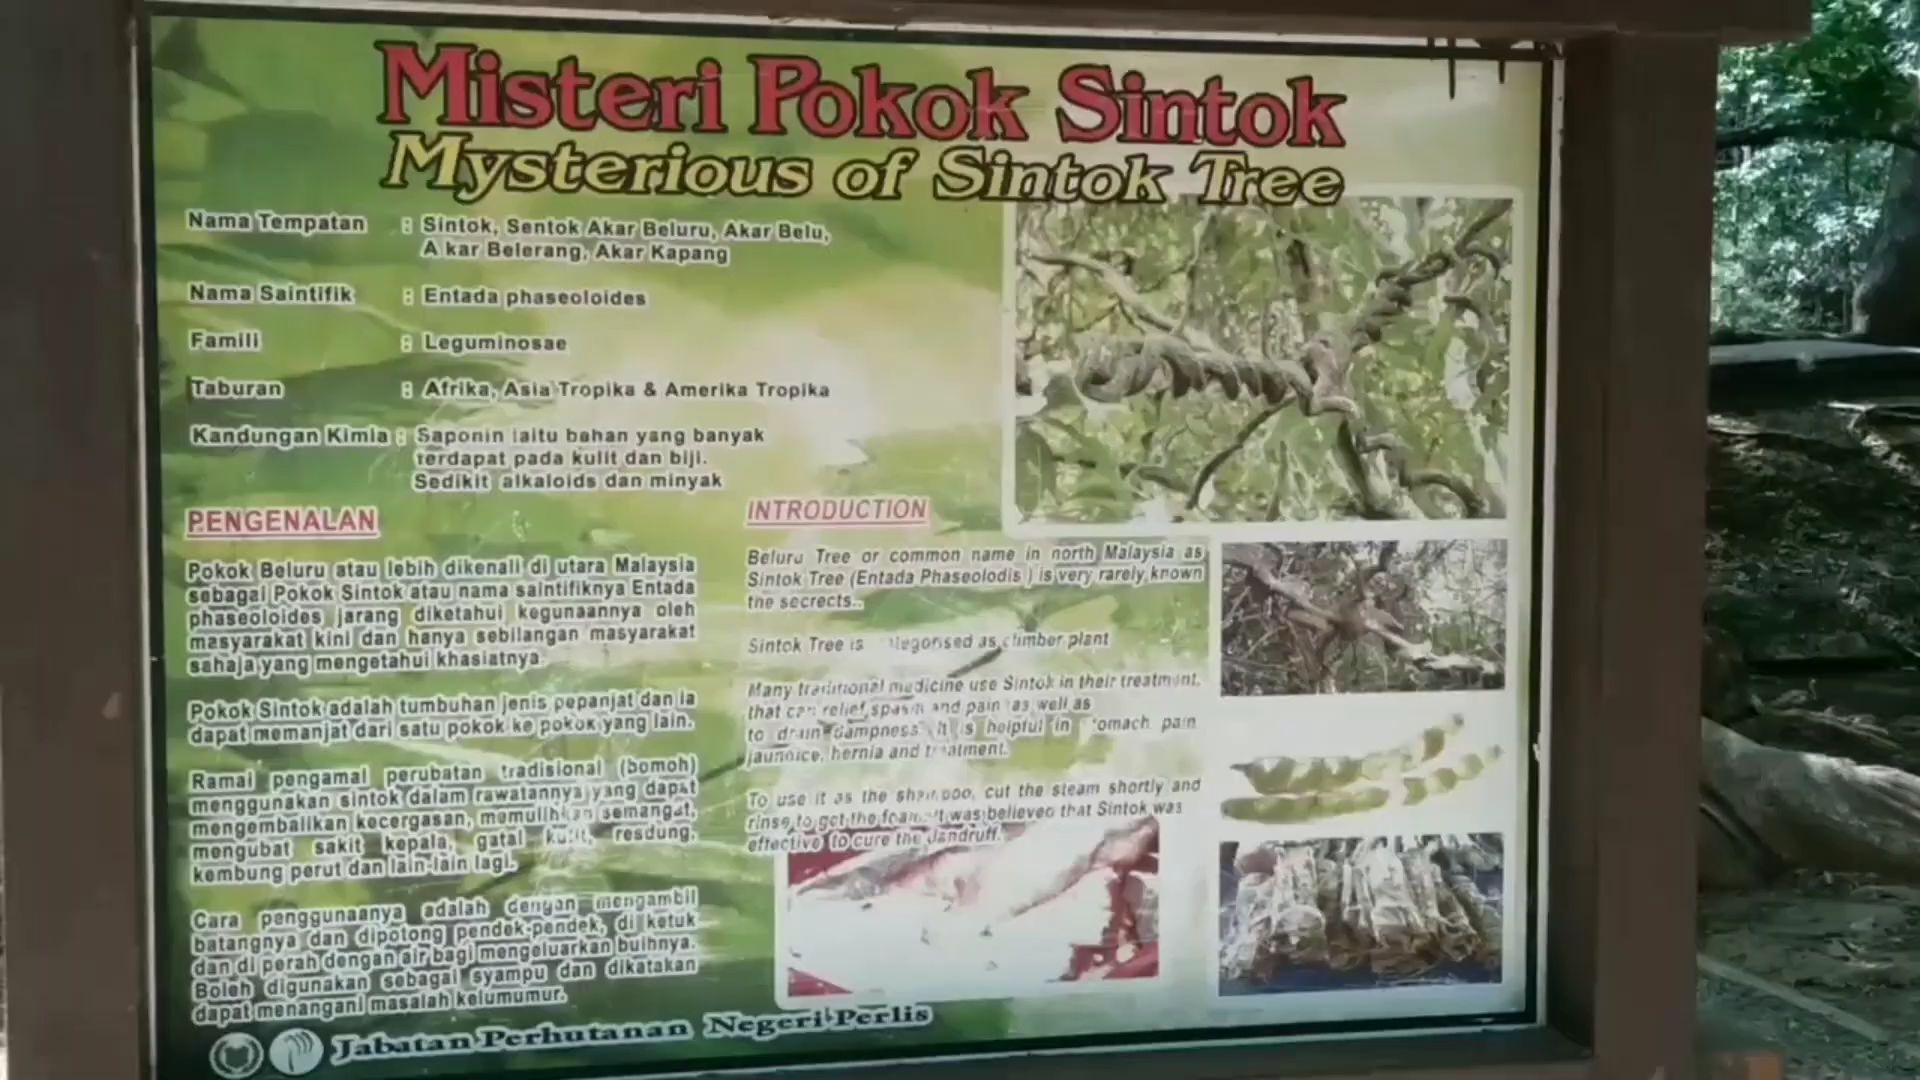 Misteri Pokok Sintok
Mysterious of Sintok Tree
Nama Tempatan : Sintok, Sentok Akar Beluru, Akar Belu,
A kar Belerang, Akar Kapang
Nama Saintifik : Entada phaseoloides
Famili : Leguminosae
Taburan : Afrika, Asia Tropika & Amerika Tropika
Kandungan Kimia : Saponin iaitu bahan yang banyak
terdapat pada kulit dan biji.
Sedikit alkaloids dan minyak
PENGENALAN
Pokok Beluru atau lebih dikenali di utara Malaysia
sebagai Pokok Sintok atau nama saintifiknya Entada
phaseoloides jarang diketahui kegunaannya oleh
masyarakat kini dan hanya sebilangan masyarakat
sahaja yang mengetahui khasiatnya.
Pokok Sintok adalah tumbuhan jenis pepanjat dan ia
dapat memanjat dari satu pokok ke pokok yang lain.
Ramai pengamal perubatan tradisional (bomoh)
menggunakan sintok dalam rawatannya yang dapat
mengembalikan kecergasan, memulihkan semangat,
mengubat sakit kepala, gatal kulit, resdung,
kembung perut dan lain-lain lagi.
Cara penggunaanya adalah dengan mengambil
batangnya dan dipotong pendek-pendek, di ketuk
dan di perah dengan air bagi mengeluarkan buihnya.
Boleh digunakan sebagai syampu dan dikatakan
dapat menangani masalah kelumumur.
INTRODUCTION
Beluru Tree or common name in north Malaysia as
Sintok Tree (Entada Phaseolodis ) is very rarely known
the secrects..
Sintok Tree is climber plant
Many traditional medicine use Sintok in their treatment,
that can relief spasm and pain as well as
to drain dampness. It is helpful in pain
jaunoice, hernia and treatment.
To use it as the shampoo, cut the steam shortly and
rinse to get the foam. It was believed that Sintok was
effective to cure the dandruff.
Jabatan Perhutanan Negeri Perlis